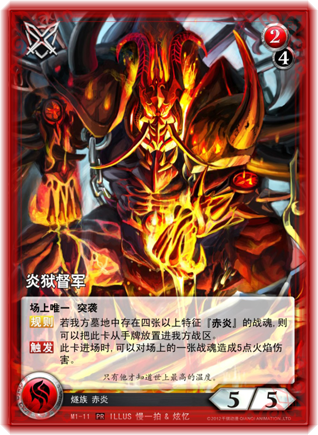 2
4
炎狱督军
场上唯一 突袭
规则 若我方墓地中存在四张以上特征『赤炎』的战魂,则
可以把此卡从手牌放置进我方战区。
触发 此卡进场时,可以对场上的一张战魂造成5点火焰伤
害。
只有他才知道世上最高的温度。
燧族 赤炎
5/5
M1-11 PR ILLUS 慢一拍 & 炫忆